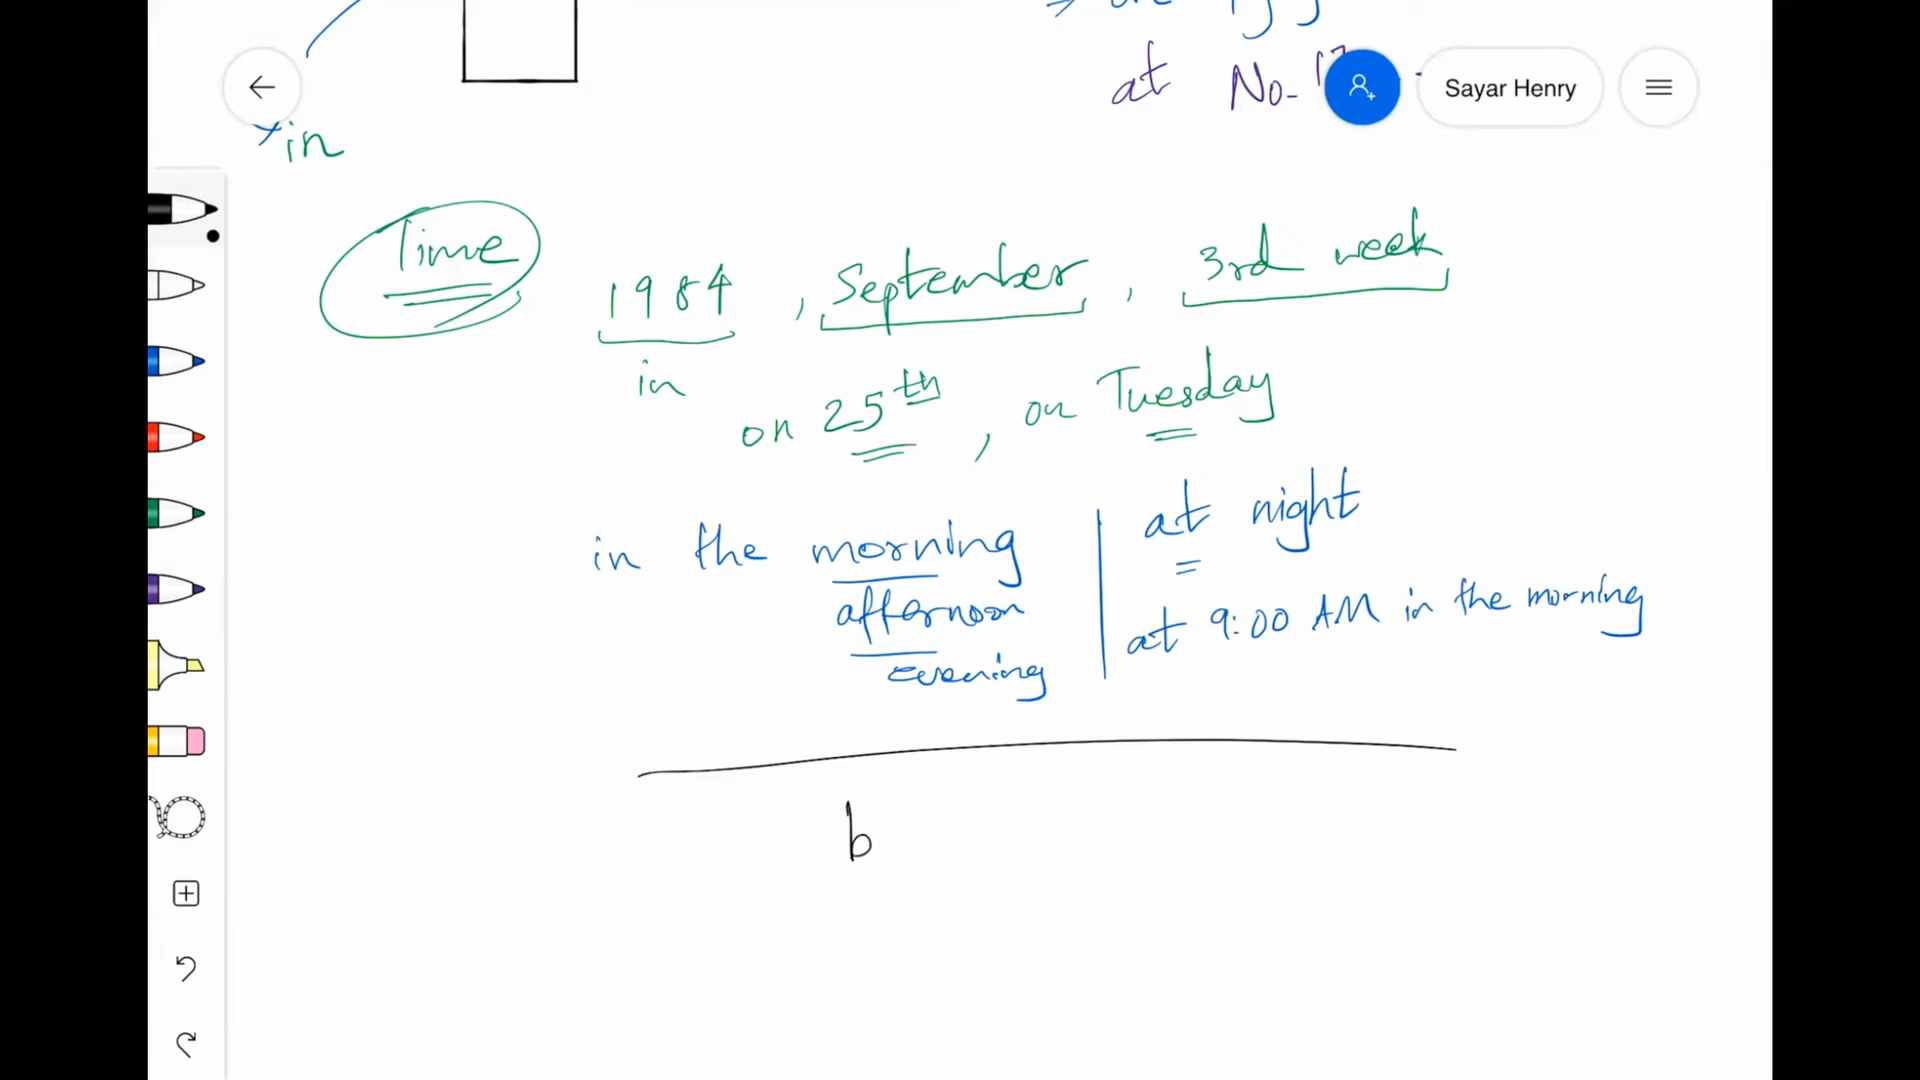 at No-
Sayar Henry
in
Time
1984 , September , 3rd week
in
on 25th , on Tuesday
in the morning
afternoon
evening
at night
at 9:00 AM in the morning
b